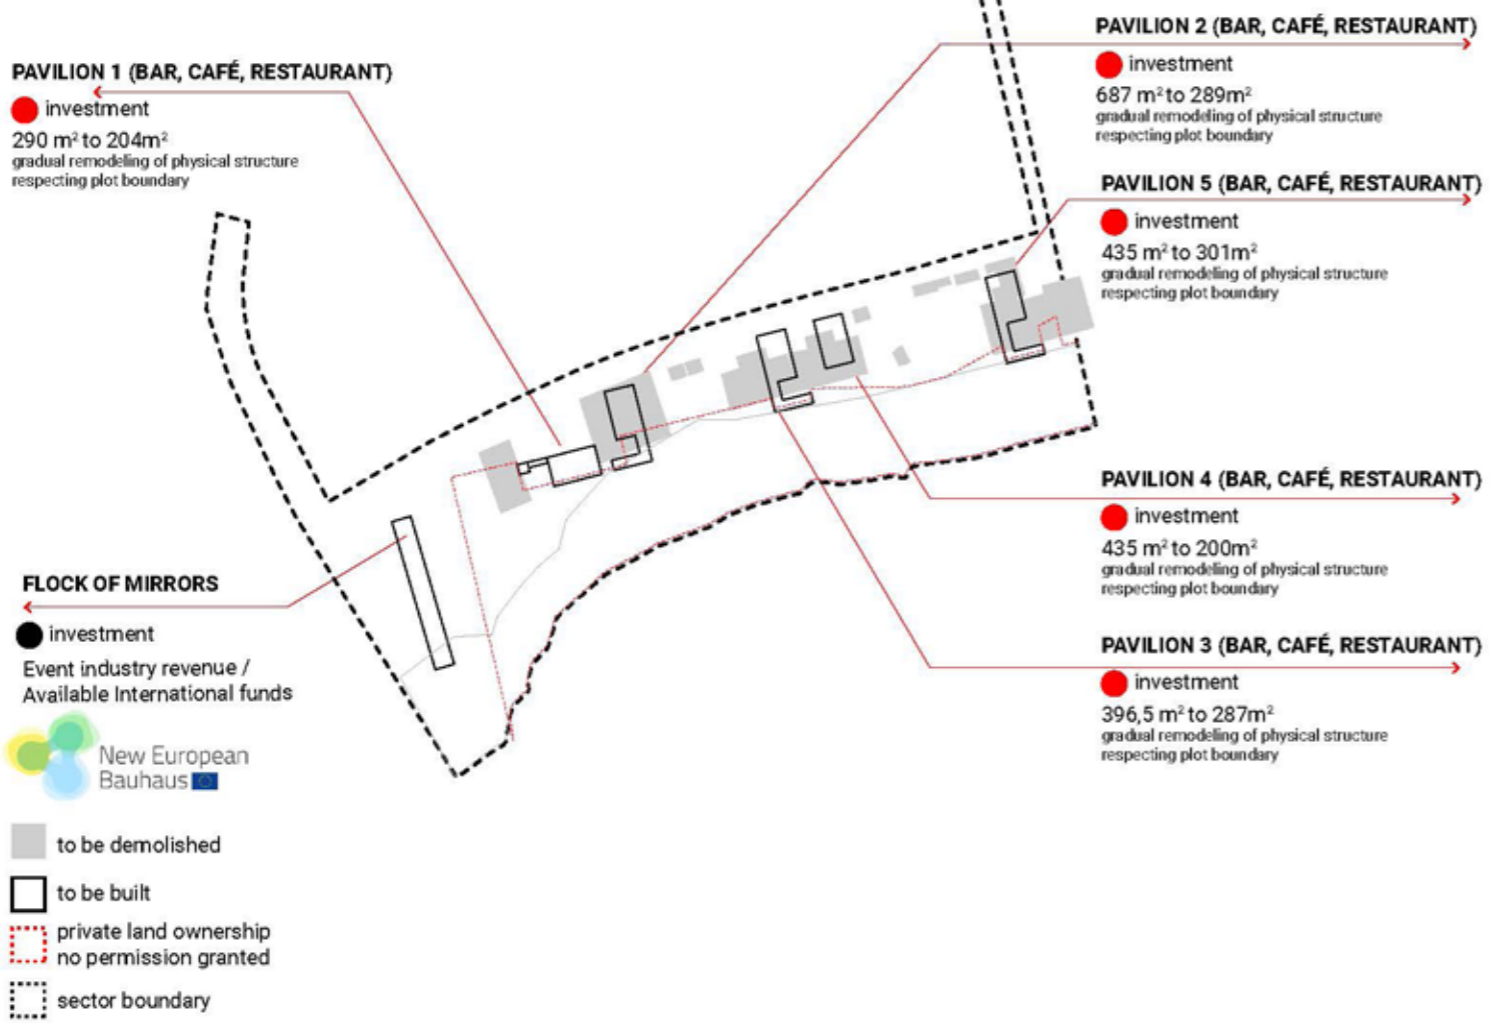 PAVILION 1 (BAR, CAFÉ, RESTAURANT)
investment
290 m² to 204m²
gradual remodeling of physical structure
respecting plot boundary
PAVILION 2 (BAR, CAFÉ, RESTAURANT)
investment
687 m² to 289m²
gradual remodeling of physical structure
respecting plot boundary
PAVILION 5 (BAR, CAFÉ, RESTAURANT)
investment
435 m² to 301m²
gradual remodeling of physical structure
respecting plot boundary
PAVILION 4 (BAR, CAFÉ, RESTAURANT)
investment
435 m² to 200m²
gradual remodeling of physical structure
respecting plot boundary
PAVILION 3 (BAR, CAFÉ, RESTAURANT)
investment
396,5 m² to 287m²
gradual remodeling of physical structure
respecting plot boundary
FLOCK OF MIRRORS
investment
Event industry revenue /
Available International funds
New European
Bauhaus
to be demolished
to be built
private land ownership
no permission granted
sector boundary